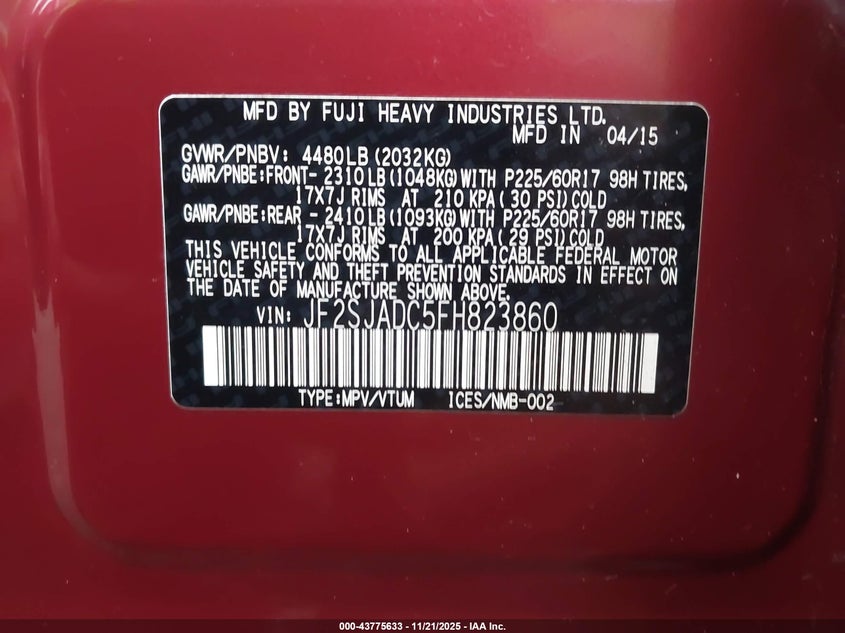 MFD BY FUJI HEAVY INDUSTRIES LTD.
MFD IN 04/15
GVWR/PNBV: 4480LB(2032KG)
GAWR/PNBE:FRONT- 2310LB(1048KG)WITH P225/60R17 98H TIRES,
17X7J RIMS AT 210 KPA( 30 PSI)COLD
GAWR/PNBE:REAR - 2410LB(1093KG)WITH P225/60R17 98H TIRES,
17X7J RIMS AT 200 KPA( 29 PSI)COLD
THIS VEHICLE CONFORMS TO ALL APPLICABLE FEDERAL MOTOR
VEHICLE SAFETY AND THEFT PREVENTION STANDARDS IN EFFECT ON
THE DATE OF MANUFACTURE SHOWN ABOVE.
VIN: JF2SJADC5FH823860
TYPE:MPV/VTUM ICES/NMB-002
000-43775633 - 11/21/2025 - IAA Inc.